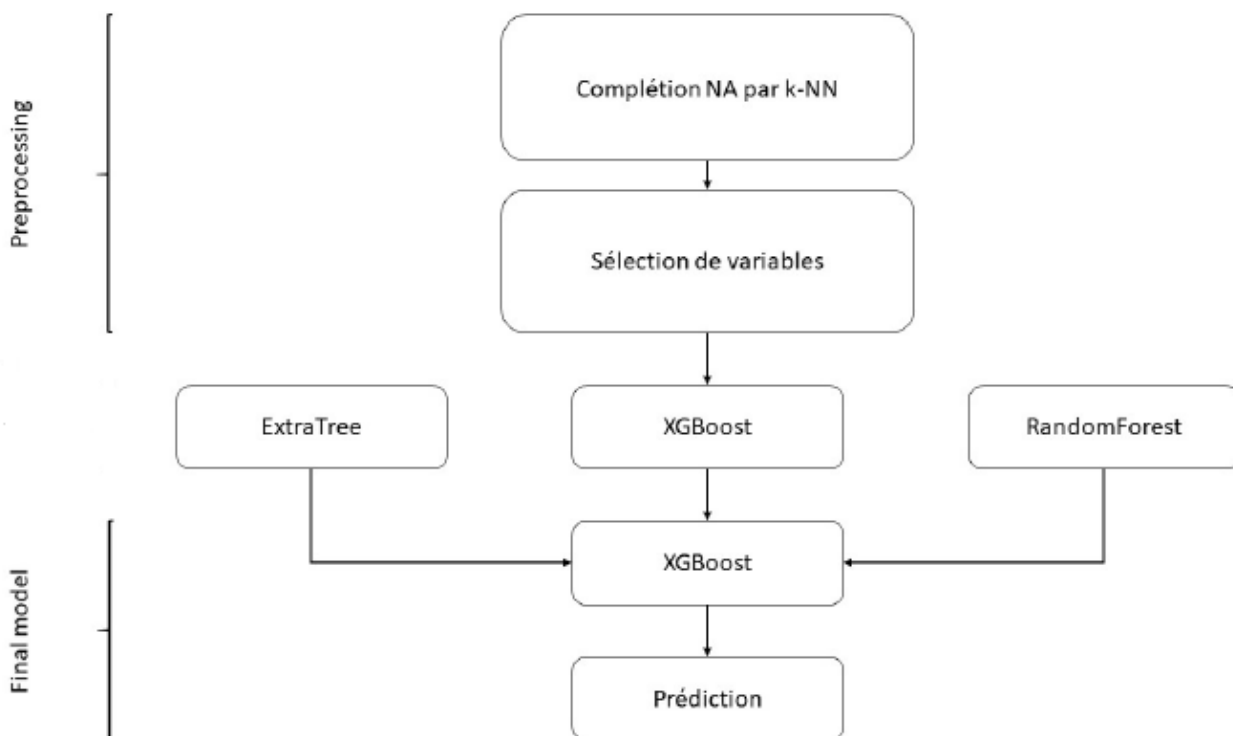 Preprocessing
Complétion NA par k-NN
Sélection de variables
ExtraTree
XGBoost
RandomForest
Final model
XGBoost
Prédiction